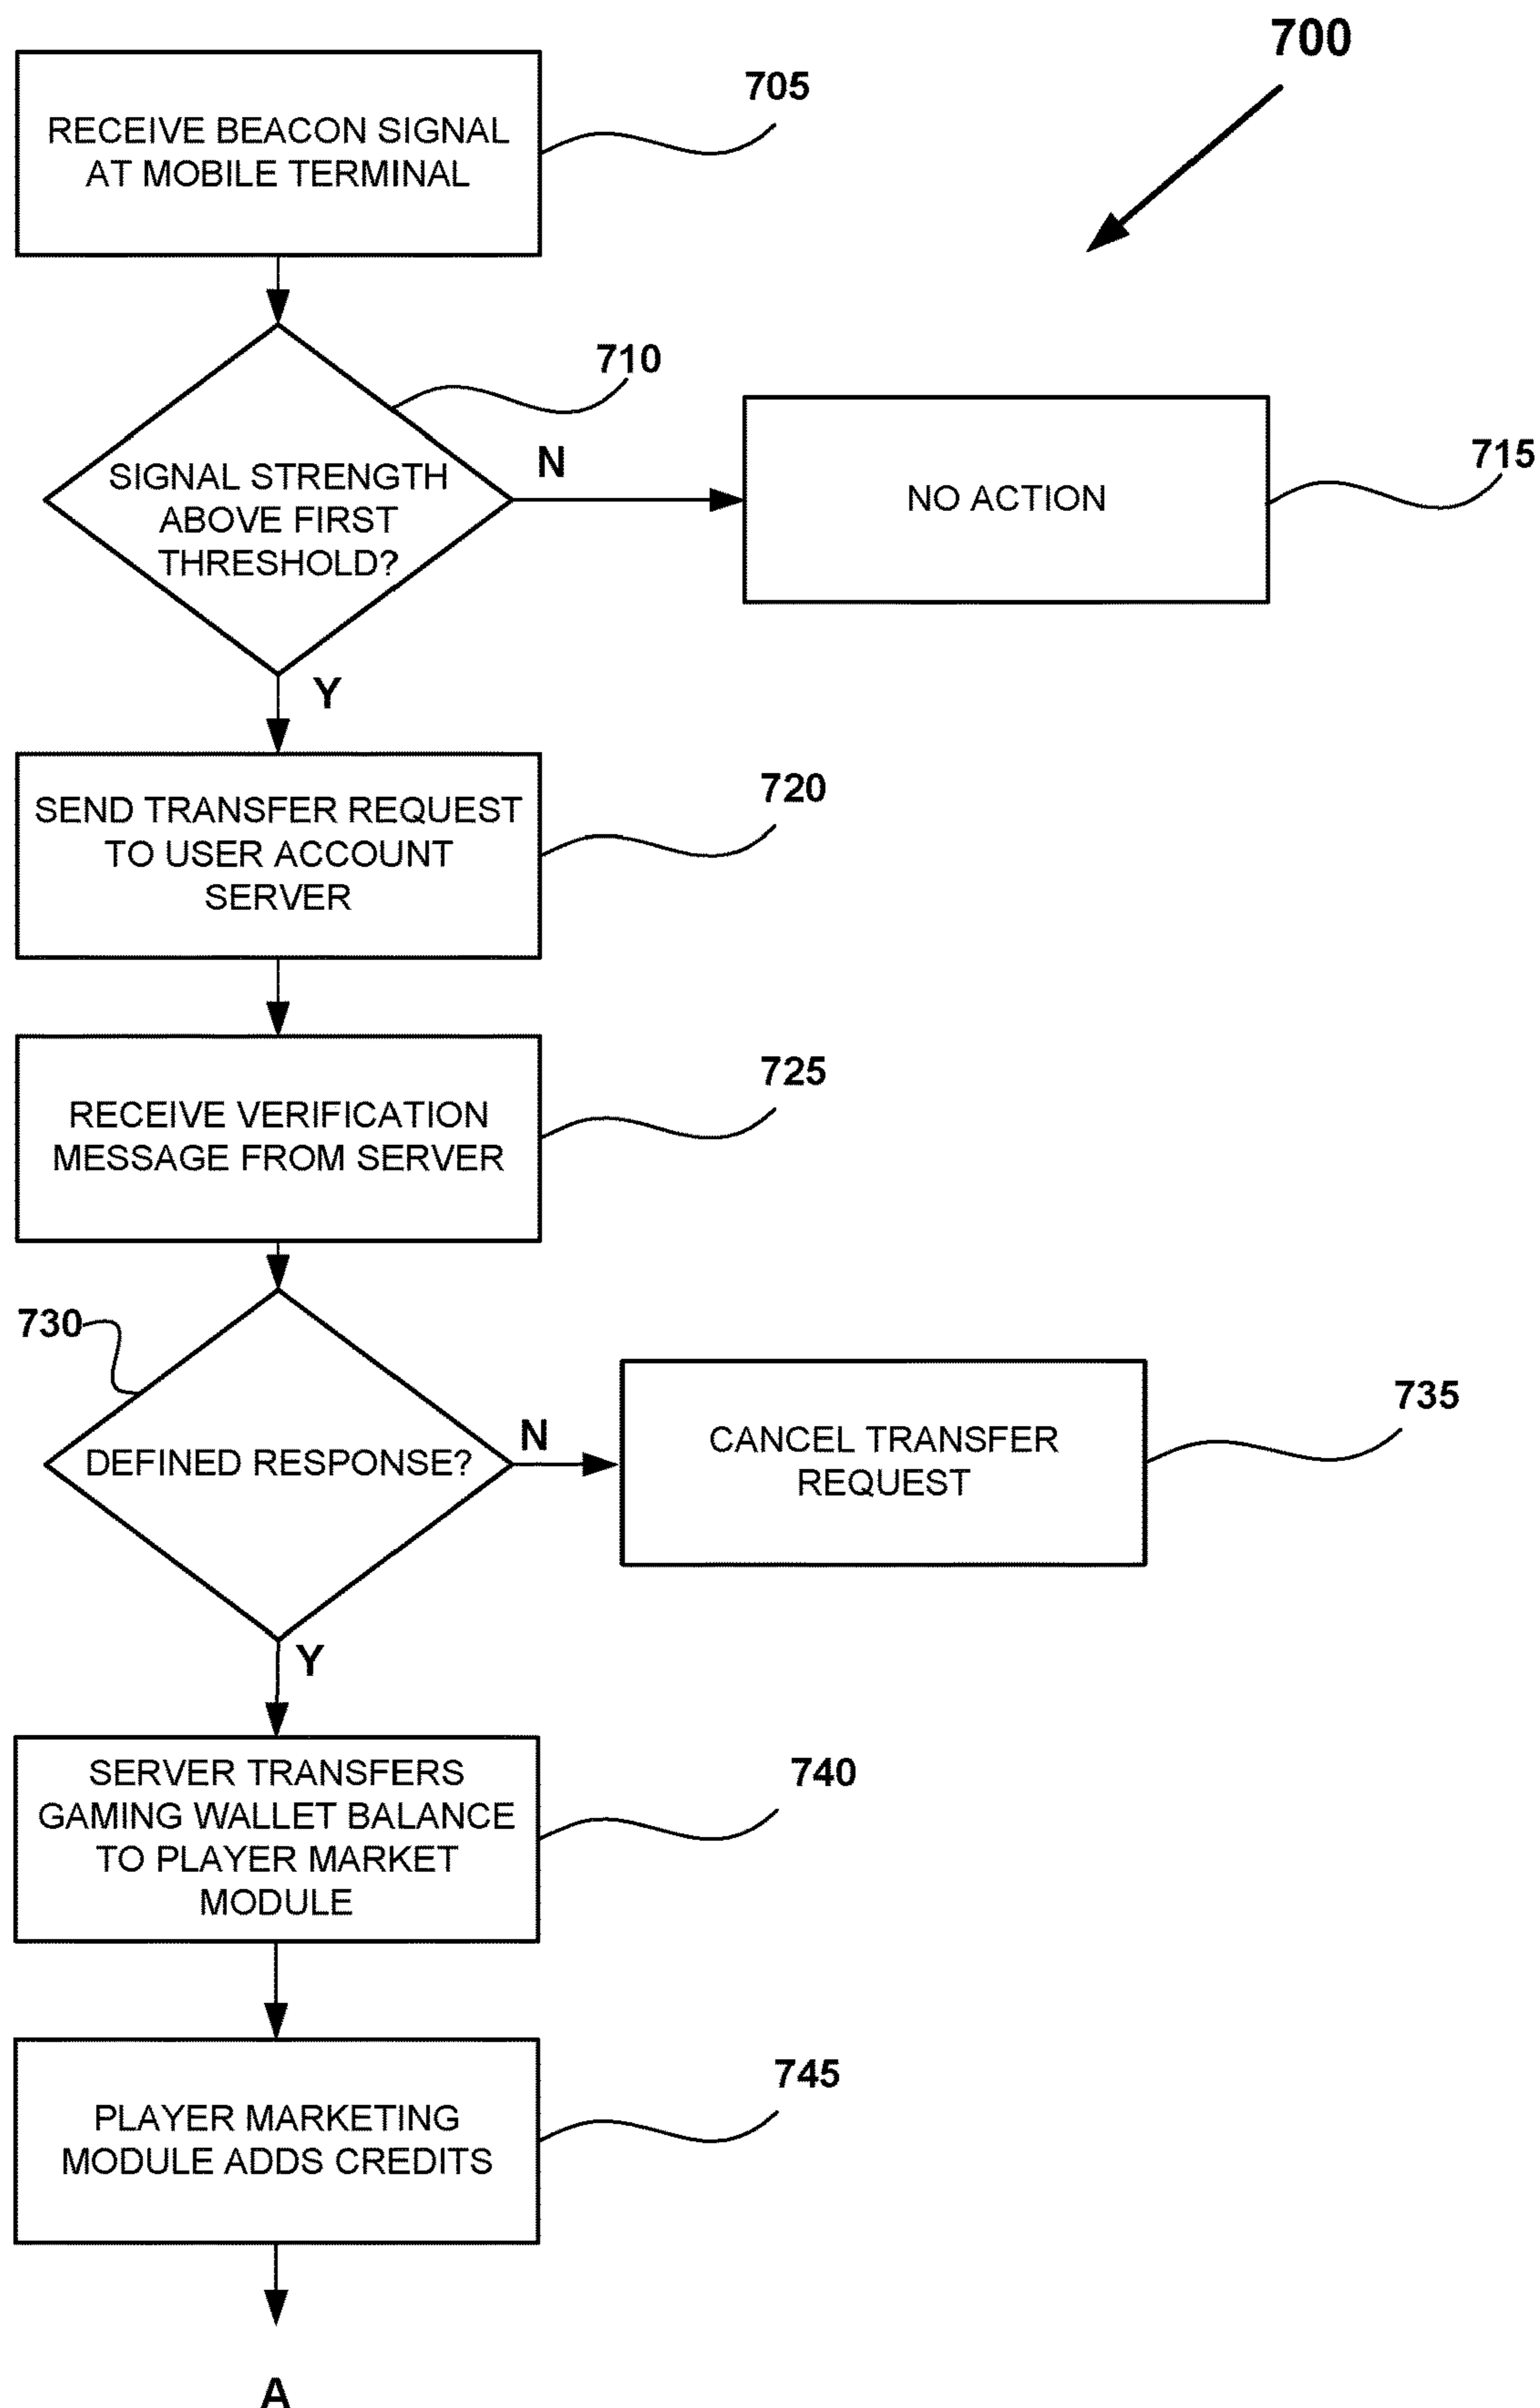 700
705
RECEIVE BEACON SIGNAL
AT MOBILE TERMINAL
710
SIGNAL STRENGTH
ABOVE FIRST
THRESHOLD?
N
NO ACTION
715
Y
720
SEND TRANSFER REQUEST
TO USER ACCOUNT
SERVER
725
RECEIVE VERIFICATION
MESSAGE FROM SERVER
730
DEFINED RESPONSE?
N
CANCEL TRANSFER
REQUEST
735
Y
740
SERVER TRANSFERS
GAMING WALLET BALANCE
TO PLAYER MARKET
MODULE
745
PLAYER MARKETING
MODULE ADDS CREDITS
A